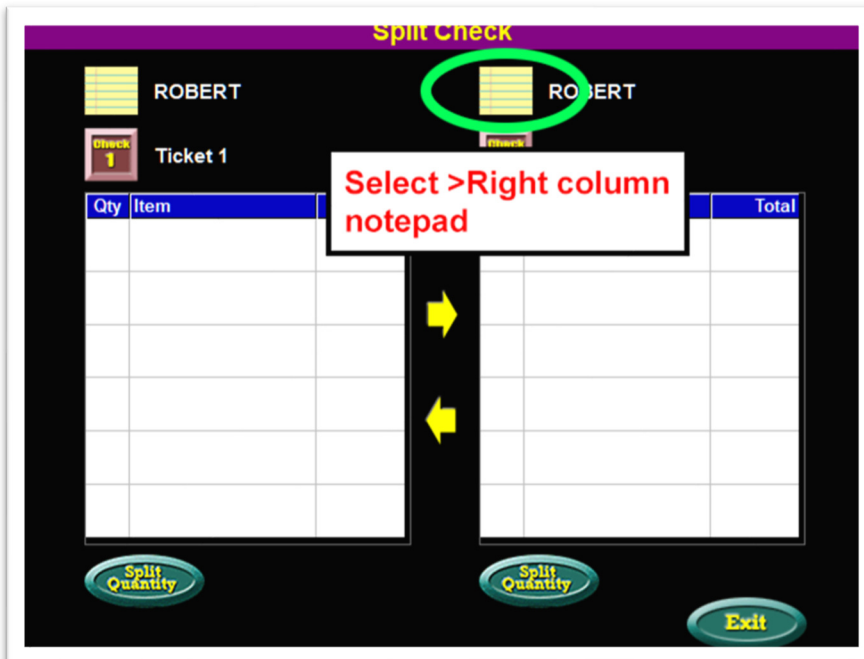 Split Check
ROBERT
ROBERT
Check
1
Ticket 1
Check
Select >Right column
notepad
Qty Item
Total
Split
Quantity
Split
Quantity
Exit